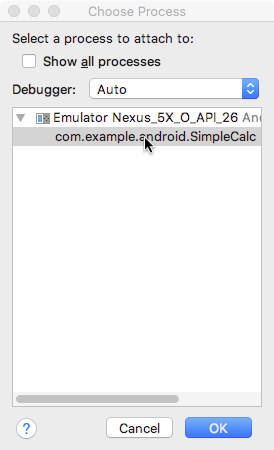 Choose Process
Select a process to attach to:
Show all processes
Debugger: Auto
Emulator Nexus_5X_O_API_26 And
com.example.android.SimpleCalc
? Cancel OK